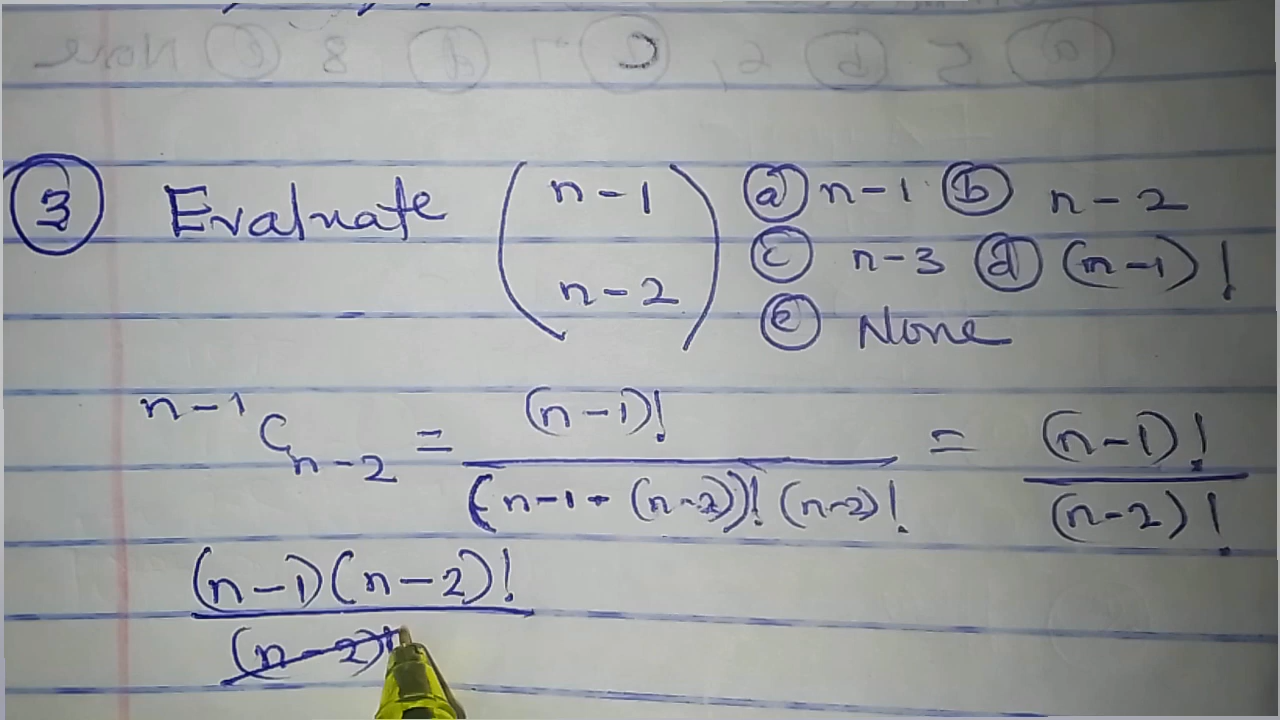 ③ Evaluate (n-1 n-2) ⓐ n-1 ⓑ n-2
ⓒ n-3 ⓓ (n-1)!
ⓔ None
n-1 C n-2 = (n-1)! / (n-1-(n-2))! (n-2)! = (n-1)! / (n-2)!
(n-1)(n-2)!
(n-2)!